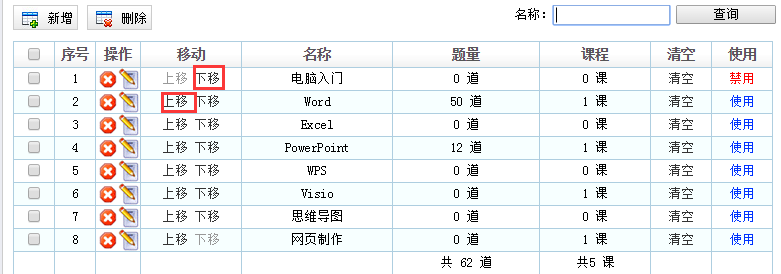 新增 删除 名称： 查询
序号 操作 移动 名称 题量 课程 清空 使用
1 上移 下移 电脑入门 0 道 0 课 清空 禁用
2 上移 下移 Word 50 道 1 课 清空 使用
3 上移 下移 Excel 0 道 0 课 清空 使用
4 上移 下移 PowerPoint 12 道 1 课 清空 使用
5 上移 下移 WPS 0 道 0 课 清空 使用
6 上移 下移 Visio 0 道 1 课 清空 使用
7 上移 下移 思维导图 0 道 0 课 清空 使用
8 上移 下移 网页制作 0 道 1 课 清空 使用
共 62 道 共5 课